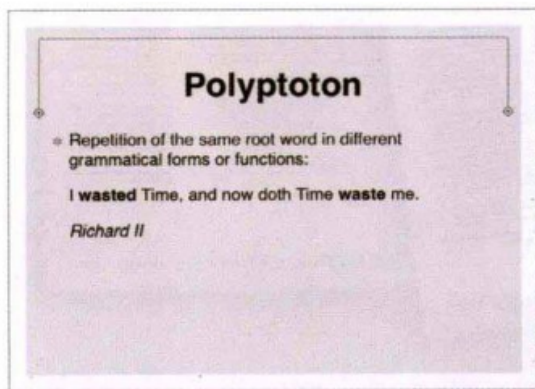 Polyptoton
Repetition of the same root word in different
grammatical forms or functions:
I wasted Time, and now doth Time waste me.
Richard II